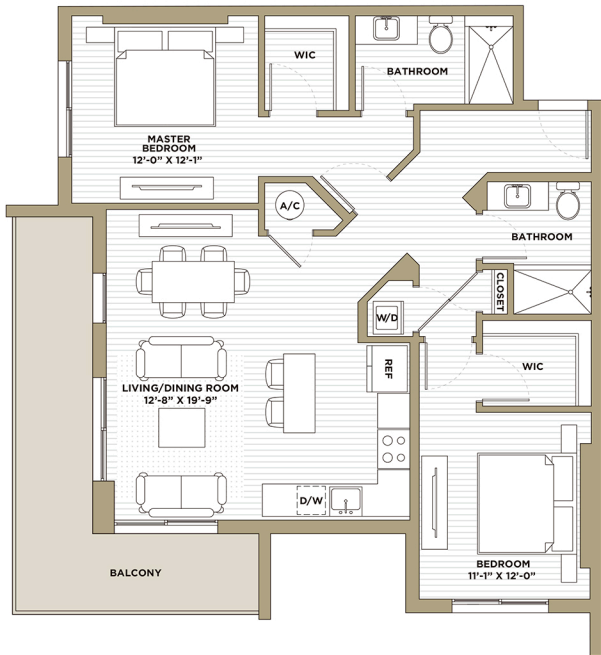 WIC
BATHROOM
MASTER
BEDROOM
12'-0" X 12'-1"
A/C
BATHROOM
CLOSET
W/D
REF
WIC
LIVING/DINING ROOM
12'-8" X 19'-9"
D/W
BALCONY
BEDROOM
11'-1" X 12'-0"